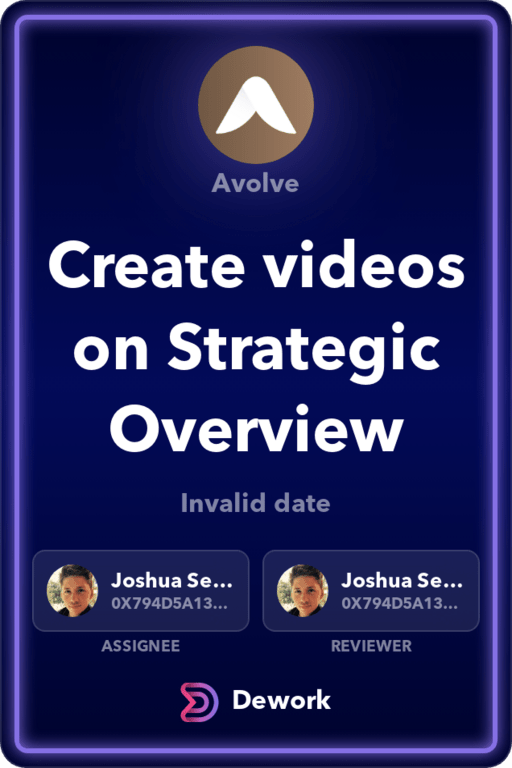 Avolve
Create videos
on Strategic
Overview
Invalid date
Joshua Se...
0X794D5A13...
ASSIGNEE
Joshua Se...
0X794D5A13...
REVIEWER
Dework